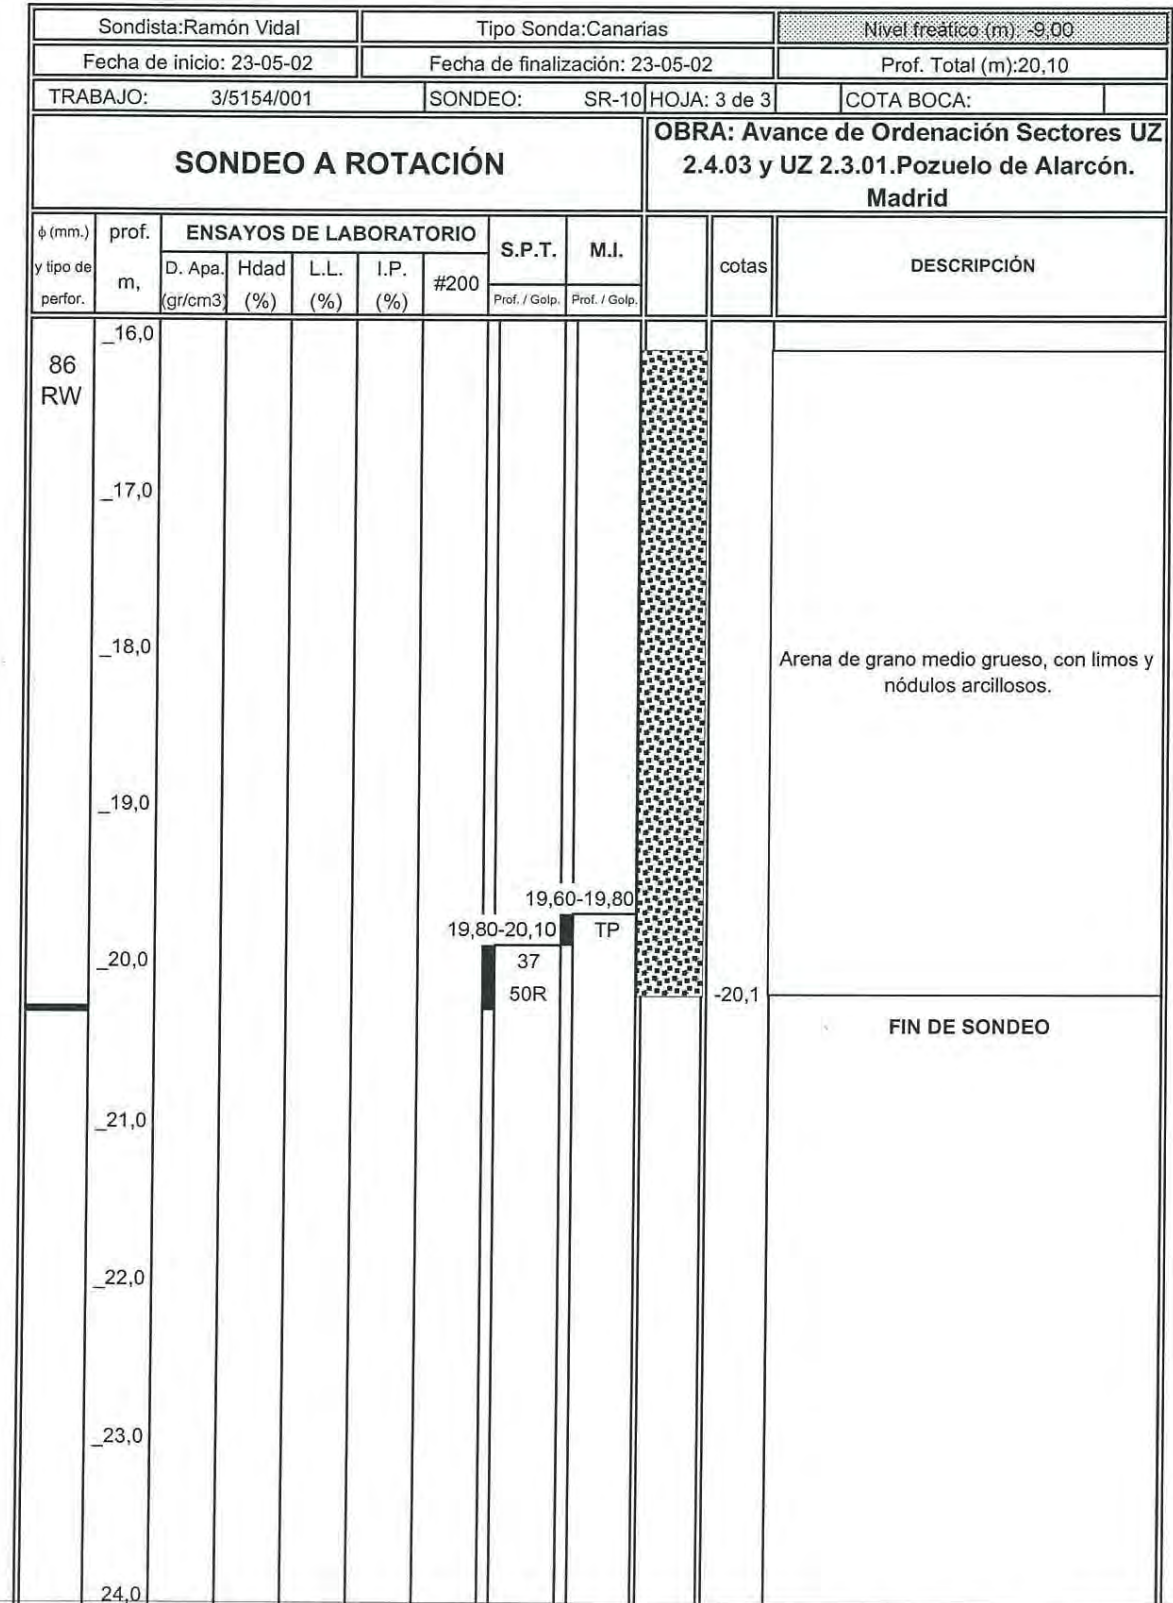 Sondista:Ramón Vidal Tipo Sonda:Canarias Nivel freático (m): -9,00
Fecha de inicio: 23-05-02 Fecha de finalización: 23-05-02 Prof. Total (m):20,10
TRABAJO: 3/5154/001 SONDEO: SR-10 HOJA: 3 de 3 COTA BOCA:
SONDEO A ROTACIÓN
OBRA: Avance de Ordenación Sectores UZ
2.4.03 y UZ 2.3.01.Pozuelo de Alarcón.
Madrid
ϕ (mm.)
y tipo de
perfor.
prof.
m,
ENSAYOS DE LABORATORIO
D. Apa.
(gr/cm3)
Hdad
(%)
L.L.
(%)
I.P.
(%)
#200
S.P.T.
Prof. / Golp.
M.I.
Prof. / Golp.
cotas
DESCRIPCIÓN
_16,0
86
RW
_17,0
_18,0
Arena de grano medio grueso, con limos y
nódulos arcillosos.
_19,0
19,60-19,80
19,80-20,10 TP
_20,0 37
50R -20,1
FIN DE SONDEO
_21,0
_22,0
_23,0
24,0